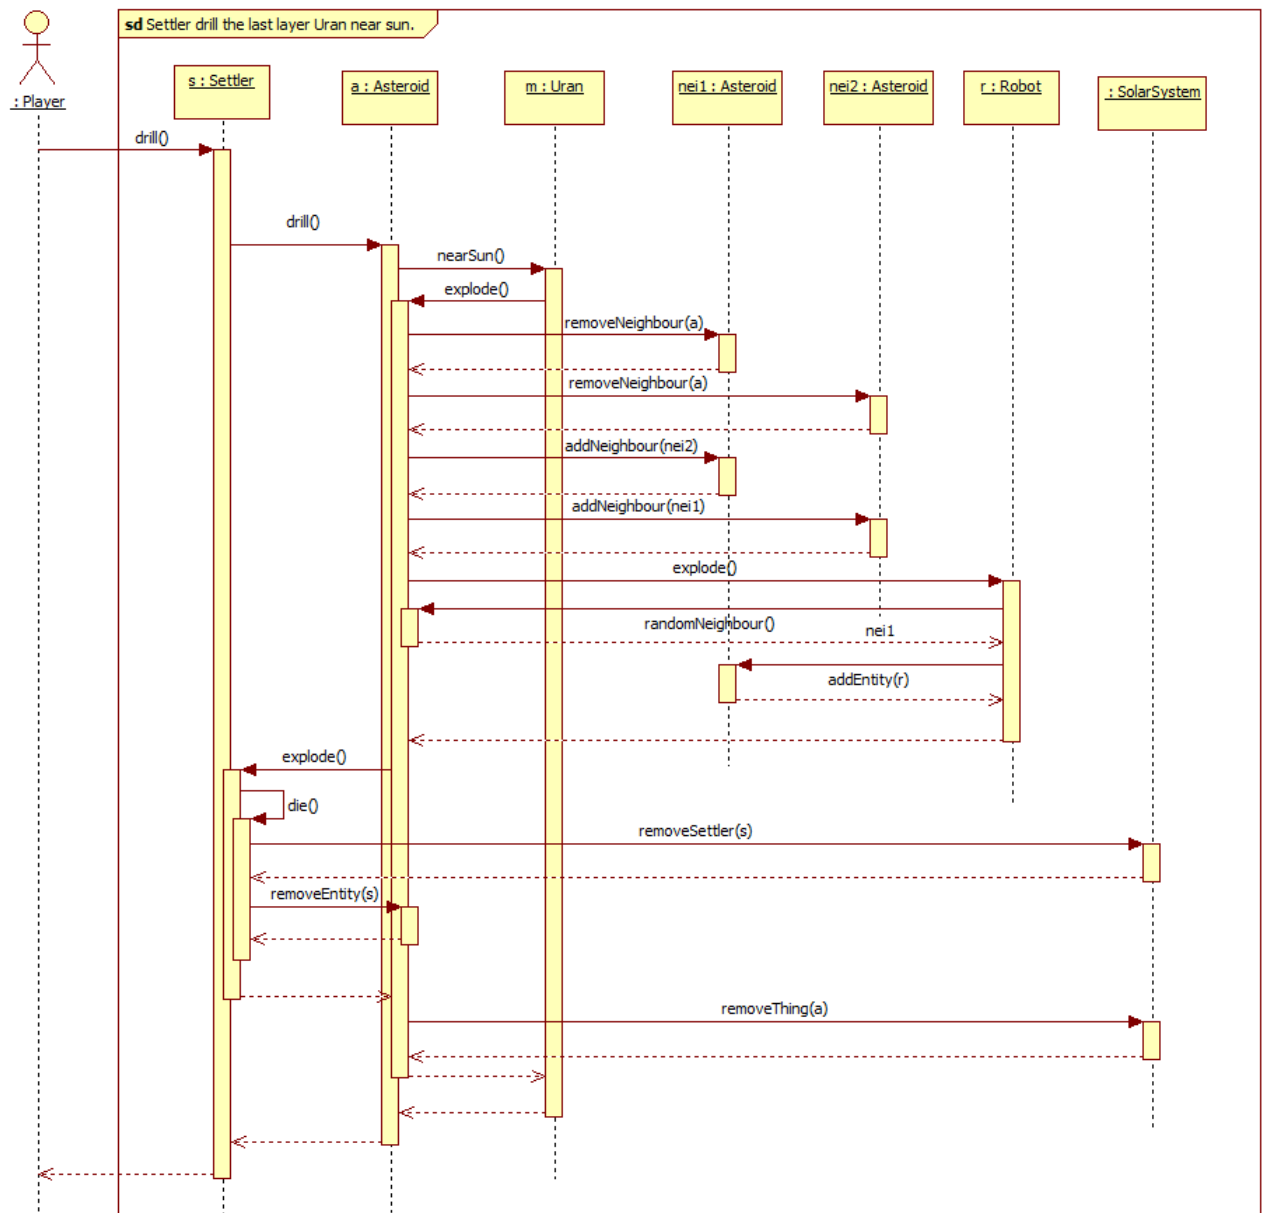 sd Settler drill the last layer Uran near sun.
: Player
s : Settler
a : Asteroid
m : Uran
nei1 : Asteroid
nei2 : Asteroid
r : Robot
: SolarSystem
drill()
drill()
nearSun()
explode()
removeNeighbour(a)
removeNeighbour(a)
addNeighbour(nei2)
addNeighbour(nei1)
explode()
randomNeighbour()
nei1
addEntity(r)
explode()
die()
removeSettler(s)
removeEntity(s)
removeThing(a)